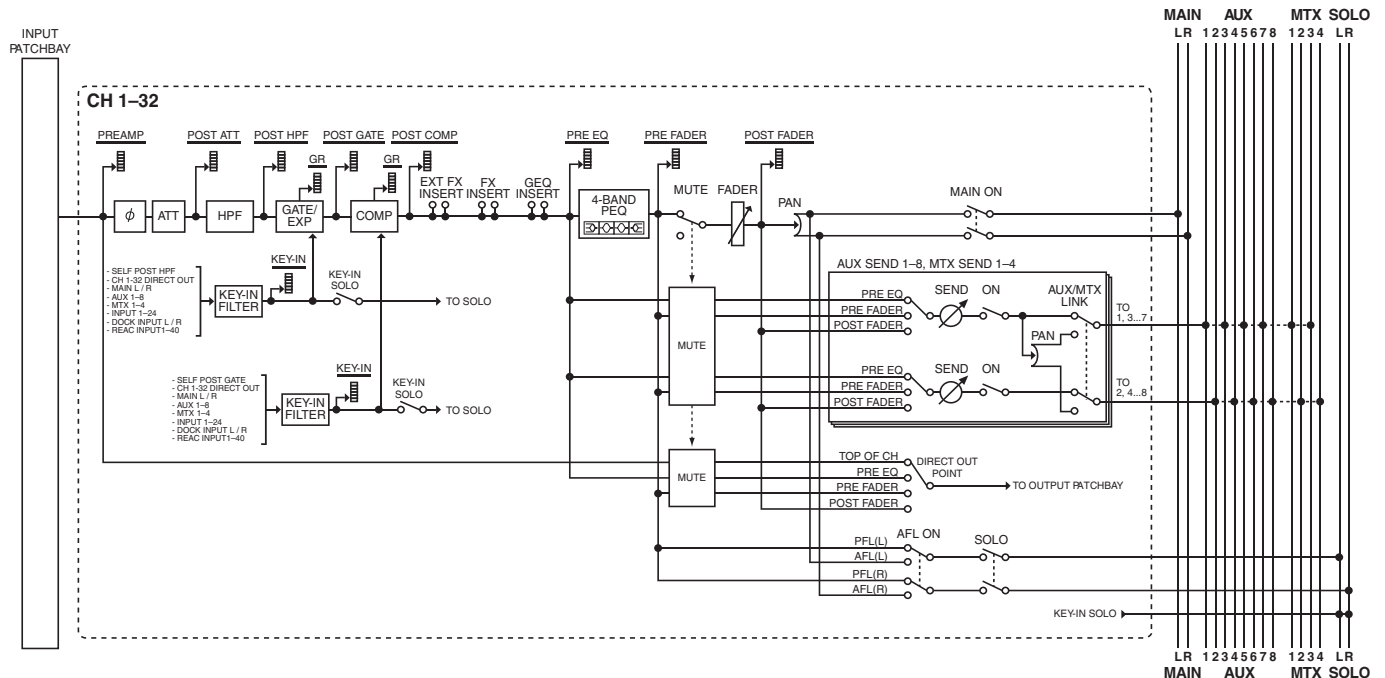 MAIN AUX MTX SOLO
L R 1 2 3 4 5 6 7 8 1 2 3 4 L R
INPUT
PATCHBAY
CH 1–32
PREAMP
POST ATT
POST HPF
POST GATE
POST COMP
PRE EQ
PRE FADER
POST FADER
GR
GR
EXT FX
INSERT
FX
INSERT
GEQ
INSERT
4-BAND
PEQ
MUTE
FADER
PAN
MAIN ON
φ
ATT
HPF
GATE/
EXP
COMP
KEY-IN
KEY-IN
SOLO
- SELF POST HPF
- CH 1-32 DIRECT OUT
- MAIN L / R
- AUX 1–8
- MTX 1–4
- INPUT 1–24
- DOCK INPUT L / R
- REAC INPUT1–40
KEY-IN
FILTER
TO SOLO
AUX SEND 1–8, MTX SEND 1–4
PRE EQ
PRE FADER
POST FADER
SEND
ON
AUX/MTX
LINK
PAN
TO
1, 3...7
MUTE
PRE EQ
PRE FADER
POST FADER
SEND
ON
TO
2, 4...8
KEY-IN
KEY-IN
SOLO
- SELF POST GATE
- CH 1-32 DIRECT OUT
- MAIN L / R
- AUX 1–8
- MTX 1–4
- INPUT 1–24
- DOCK INPUT L / R
- REAC INPUT1–40
KEY-IN
FILTER
TO SOLO
MUTE
TOP OF CH
PRE EQ
PRE FADER
POST FADER
DIRECT OUT
POINT
TO OUTPUT PATCHBAY
AFL ON
SOLO
PFL(L)
AFL(L)
PFL(R)
AFL(R)
KEY-IN SOLO
L R 1 2 3 4 5 6 7 8 1 2 3 4 L R
MAIN AUX MTX SOLO